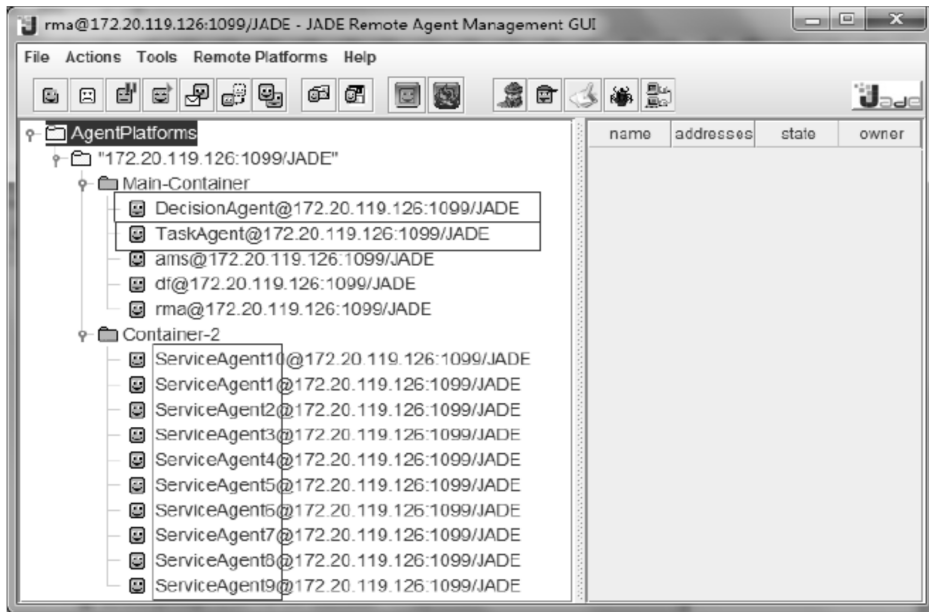 rma@172.20.119.126:1099/JADE - JADE Remote Agent Management GUI
File Actions Tools Remote Platforms Help
Jade
name addresses state owner
AgentPlatforms
"172.20.119.126:1099/JADE"
Main-Container
DecisionAgent@172.20.119.126:1099/JADE
TaskAgent@172.20.119.126:1099/JADE
ams@172.20.119.126:1099/JADE
df@172.20.119.126:1099/JADE
rma@172.20.119.126:1099/JADE
Container-2
ServiceAgent10@172.20.119.126:1099/JADE
ServiceAgent1@172.20.119.126:1099/JADE
ServiceAgent2@172.20.119.126:1099/JADE
ServiceAgent3@172.20.119.126:1099/JADE
ServiceAgent4@172.20.119.126:1099/JADE
ServiceAgent5@172.20.119.126:1099/JADE
ServiceAgent6@172.20.119.126:1099/JADE
ServiceAgent7@172.20.119.126:1099/JADE
ServiceAgent8@172.20.119.126:1099/JADE
ServiceAgent9@172.20.119.126:1099/JADE